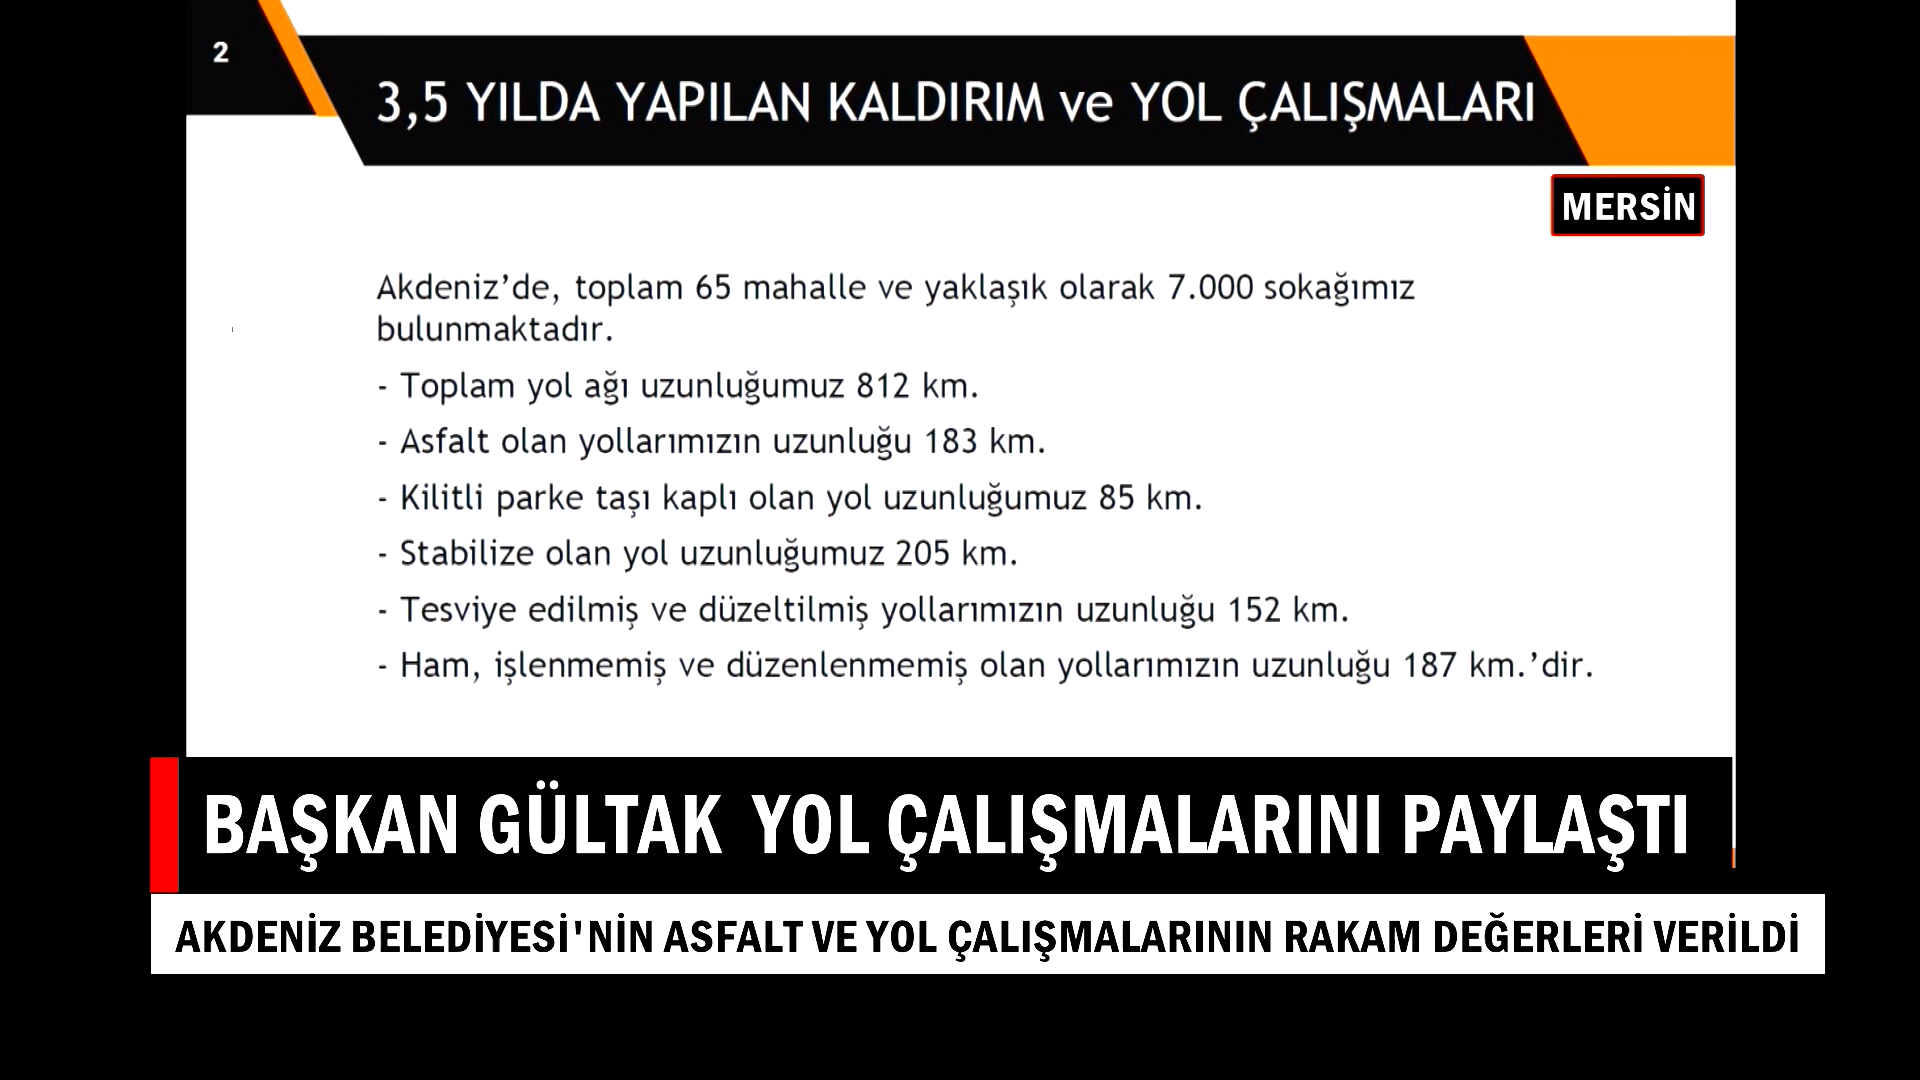 2
3,5 YILDA YAPILAN KALDIRIM ve YOL ÇALIŞMALARI
MERSİN
Akdeniz’de, toplam 65 mahalle ve yaklaşık olarak 7.000 sokağımız
bulunmaktadır.
- Toplam yol ağı uzunluğumuz 812 km.
- Asfalt olan yollarımızın uzunluğu 183 km.
- Kilitli parke taşı kaplı olan yol uzunluğumuz 85 km.
- Stabilize olan yol uzunluğumuz 205 km.
- Tesviye edilmiş ve düzeltilmiş yollarımızın uzunluğu 152 km.
- Ham, işlenmemiş ve düzenlenmemiş olan yollarımızın uzunluğu 187 km.’dir.
BAŞKAN GÜLTAK YOL ÇALIŞMALARINI PAYLAŞTI
AKDENİZ BELEDİYESİ'NİN ASFALT VE YOL ÇALIŞMALARININ RAKAM DEĞERLERİ VERİLDİ